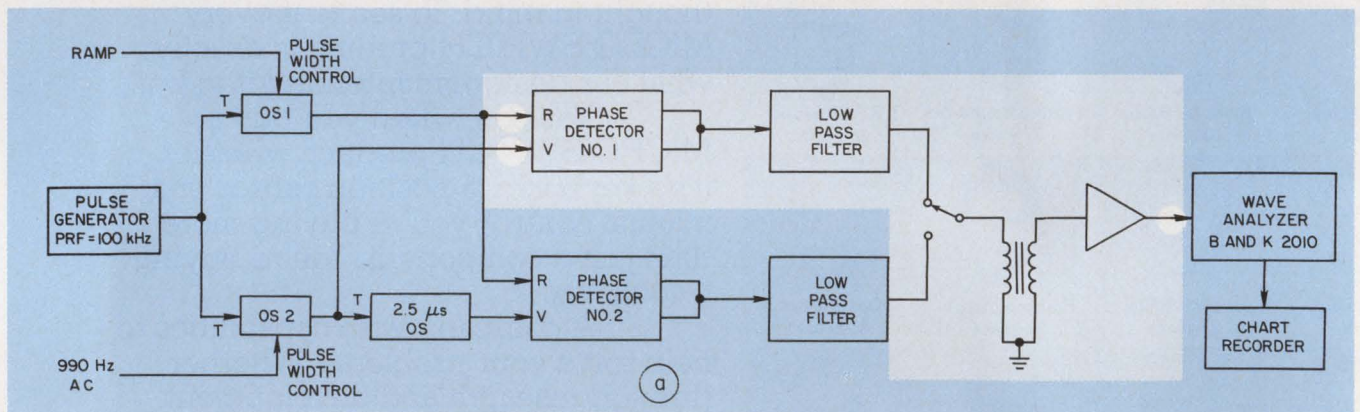 RAMP
PULSE
WIDTH
CONTROL
T
OS 1
PULSE
GENERATOR
PRF = 100 kHz
T
OS 2
990 Hz
AC
PULSE
WIDTH
CONTROL
T
2.5 µs
OS
R
V
PHASE
DETECTOR
NO. 1
LOW
PASS
FILTER
R
V
PHASE
DETECTOR
NO. 2
LOW
PASS
FILTER
a
WAVE
ANALYZER
B AND K 2010
CHART
RECORDER